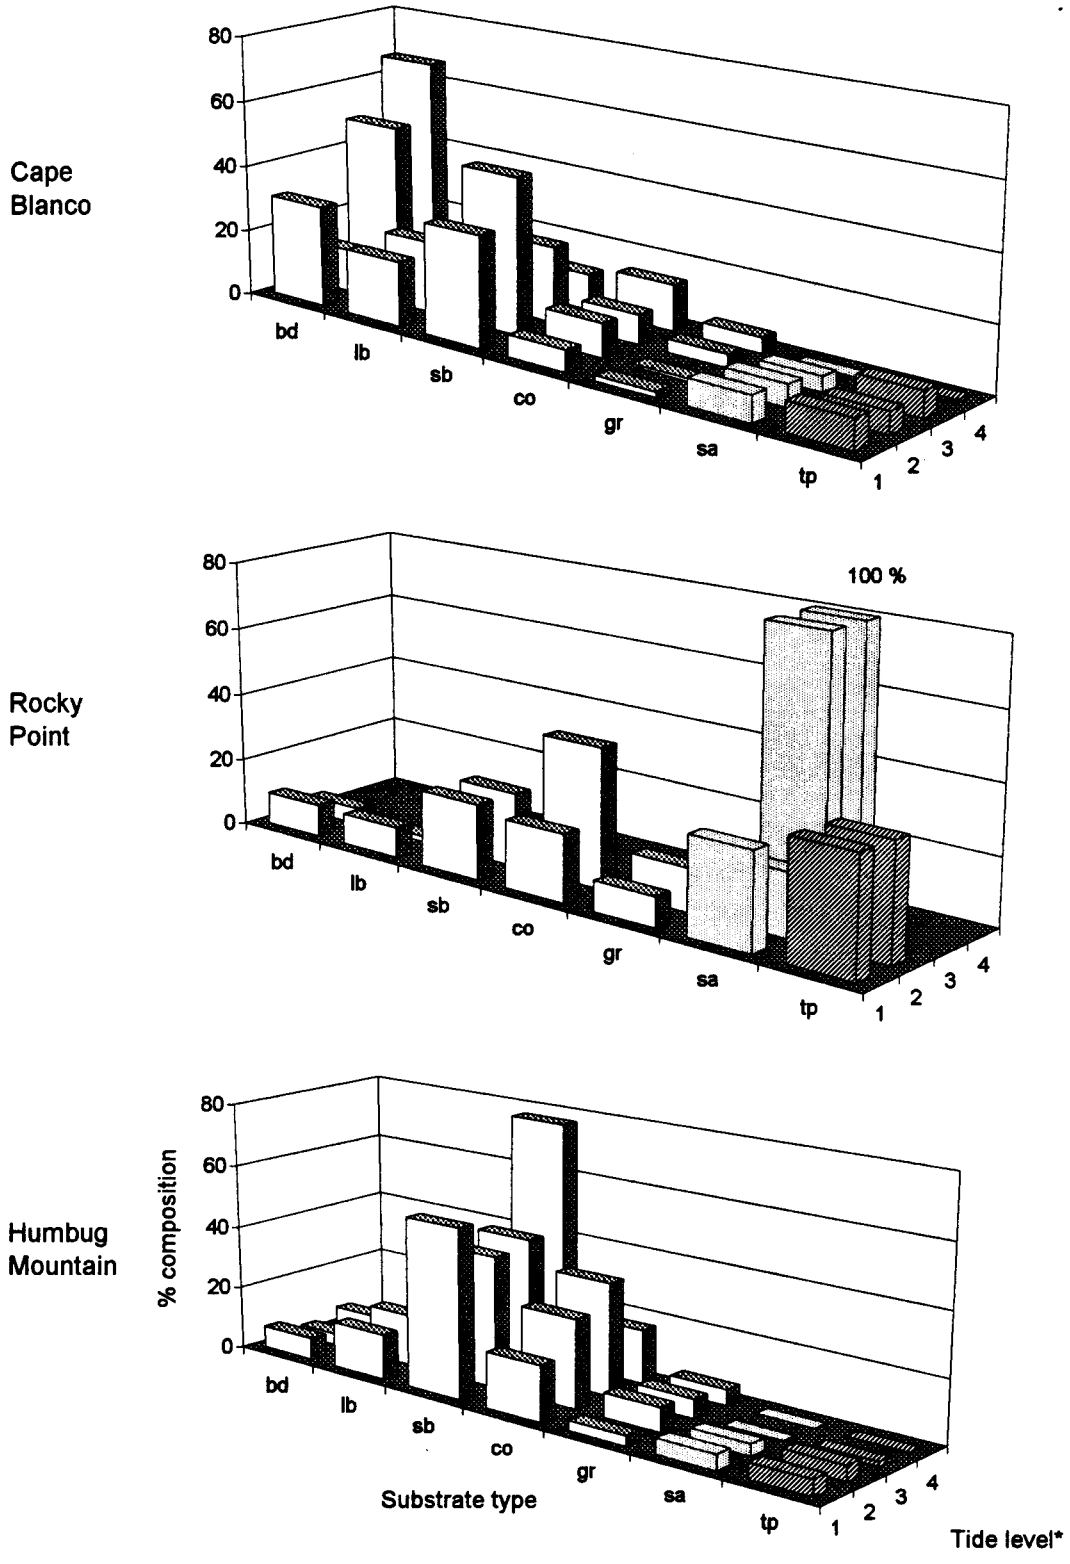 80
60
40
20
0
Cape
Blanco
bd
lb
sb
co
gr
sa
tp
1
2
3
4
80
60
40
20
0
100 %
Rocky
Point
bd
lb
sb
co
gr
sa
tp
1
2
3
4
80
60
40
20
0
% composition
Humbug
Mountain
bd
lb
sb
co
gr
sa
tp
1
2
3
4
Substrate type
Tide level*